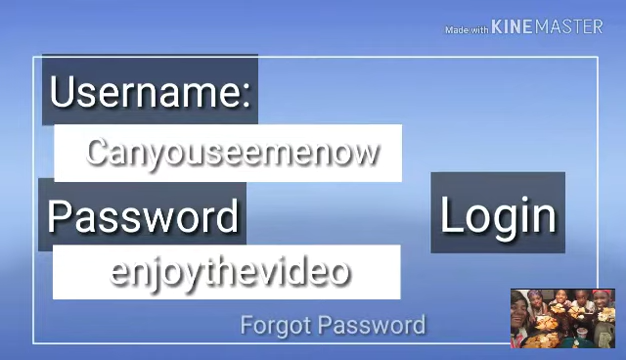 Made with KINEMASTER
Username:
Canyouseemenow
Password
Login
enjoythevideo
Forgot Password